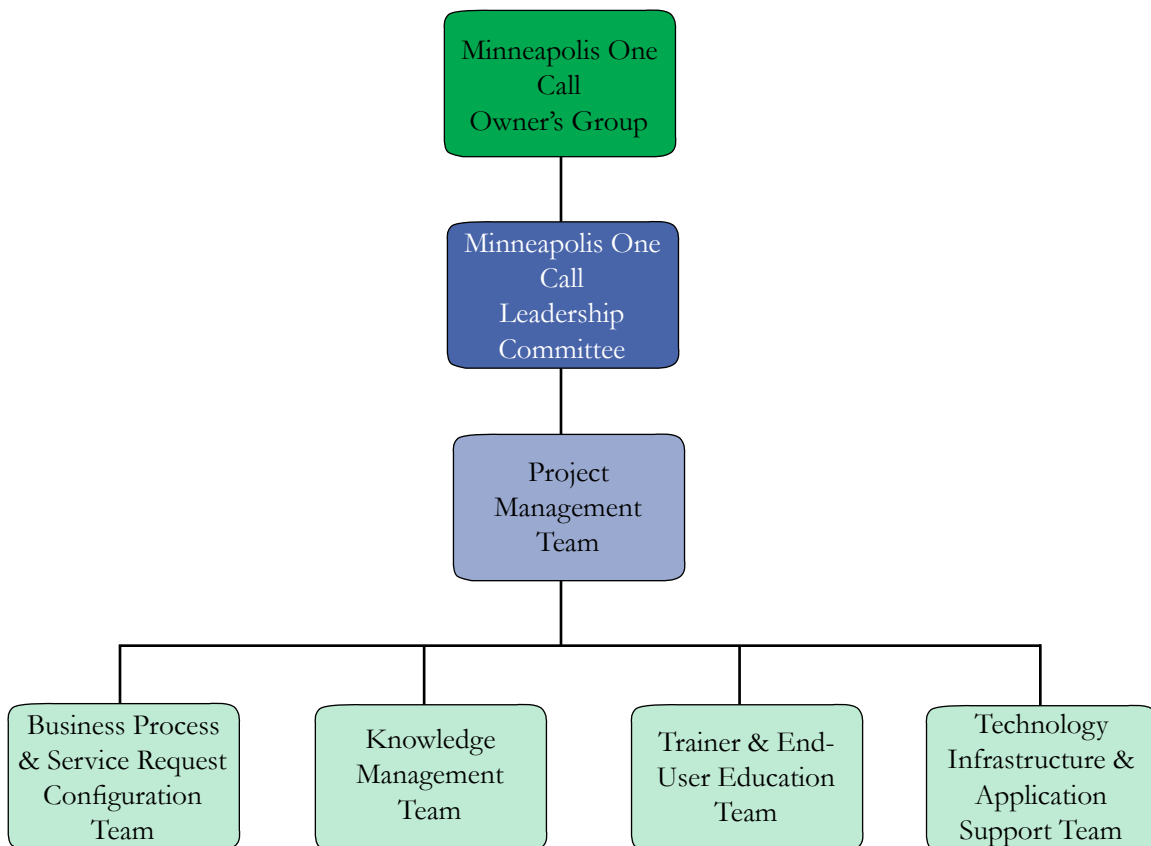 Minneapolis One
Call
Owner’s Group
Minneapolis One
Call
Leadership
Committee
Project
Management
Team
Business Process
& Service Request
Configuration
Team
Knowledge
Management
Team
Trainer & End-
User Education
Team
Technology
Infrastructure &
Application
Support Team